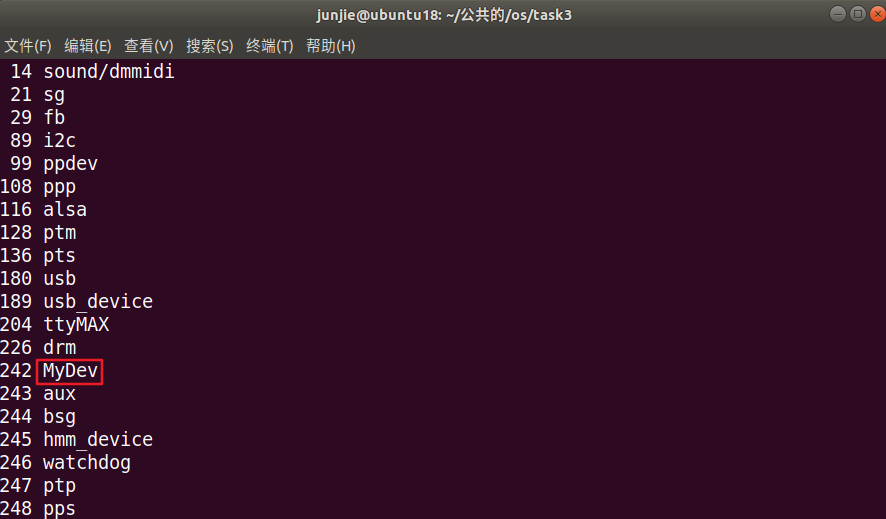 junjie@ubuntu18: ~/公共的/os/task3
文件(F) 编辑(E) 查看(V) 搜索(S) 终端(T) 帮助(H)
14 sound/dmmidi
21 sg
29 fb
89 i2c
99 ppdev
108 ppp
116 alsa
128 ptm
136 pts
180 usb
189 usb_device
204 ttyMAX
226 drm
242 MyDev
243 aux
244 bsg
245 hmm_device
246 watchdog
247 ptp
248 pps